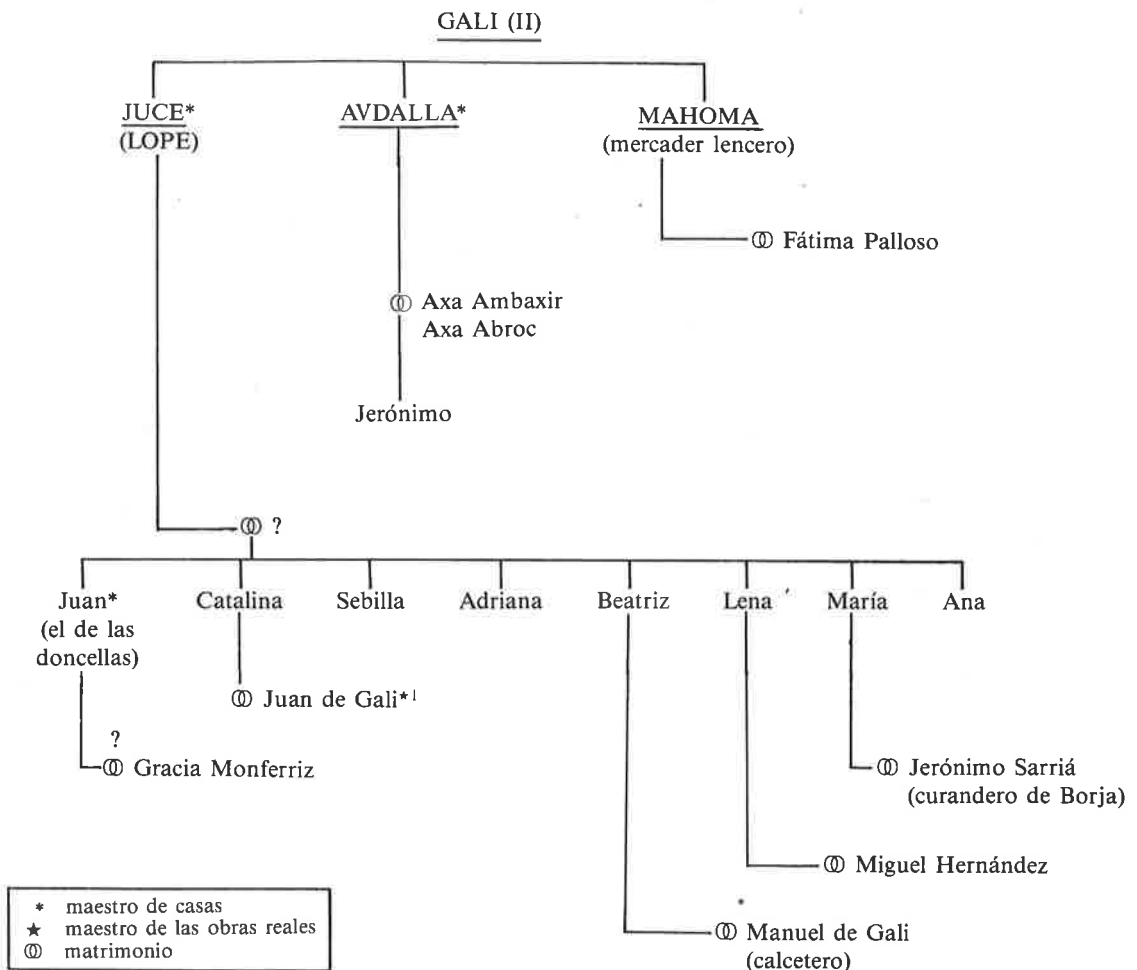 GALI (II)
JUCE*
(LOPE)
AVDALLA*
MAHOMA
(mercader lencero)
Fátima Palloso
Axa Ambaxir
Axa Abroc
Jerónimo
?
Juan*
(el de las
doncellas)
Catalina
Sebilla
Adriana
Beatriz
Lena
María
Ana
Juan de Gali★1
?
Gracia Monferriz
Jerónimo Sarriá
(curandero de Borja)
Miguel Hernández
Manuel de Gali
(calcetero)
* maestro de casas
★ maestro de las obras reales
matrimonio